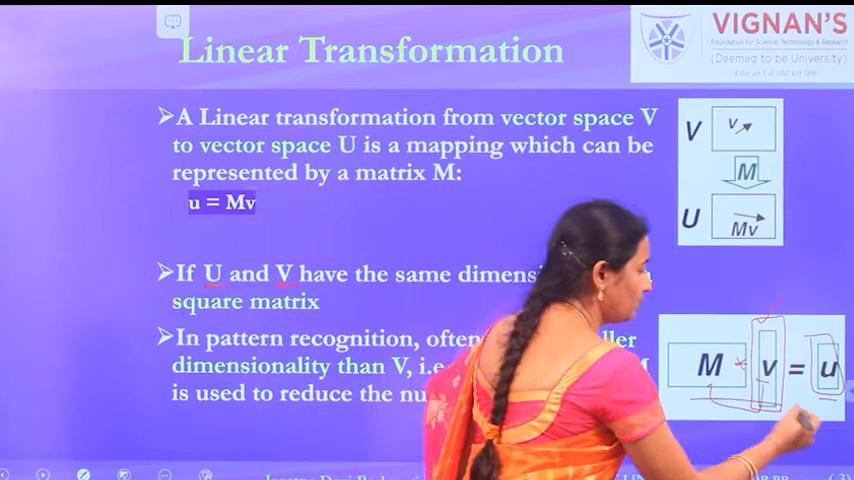 Linear Transformation
VIGNAN'S
Foundation for Science, Technology & Research
(Deemed to be University)
➢A Linear transformation from vector space V
to vector space U is a mapping which can be
represented by a matrix M:
u = Mv
V
v
M
U
Mv
➢If U and V have the same
square matrix
➢In pattern recognition, often
dimensionality than V, i.e.
is used to reduce the
M * v = u